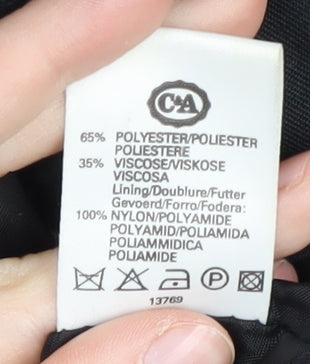 C&A
65% POLYESTER/POLIESTER
POLIESTERE
35% VISCOSE/VISKOSE
VISCOSA
Lining/Doublure/Futter
Gevoerd/Forro/Fodera:
100% NYLON/POLYAMIDE
POLYAMID/POLIAMIDA
POLIAMMIDICA
POLIAMIDE
P
13769